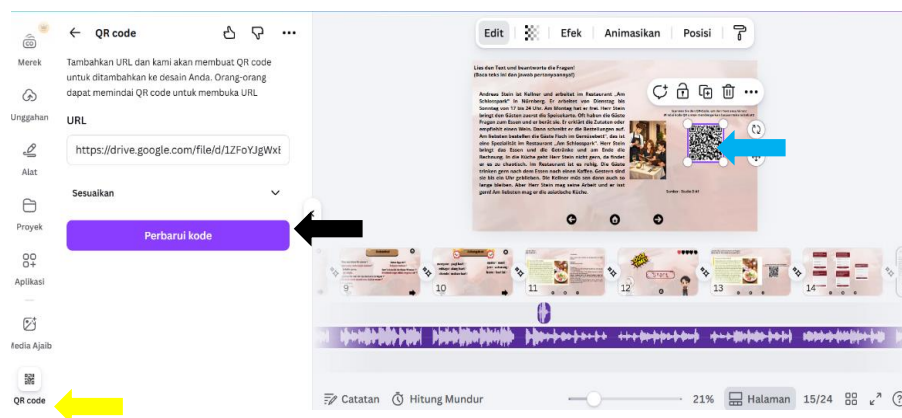 Merek
Unggahan
Alat
Proyek
Aplikasi
Media Ajaib
QR code
QR code
Tambahkan URL dan kami akan membuat QR code
untuk ditambahkan ke desain Anda. Orang-orang
dapat memindai QR code untuk membuka URL
URL
https://drive.google.com/file/d/1ZFoYJgWxE
Sesuaikan
Perbarui kode
Edit
Efek
Animasikan
Posisi
Lies den Text und beantworte die Fragen!
(Baca teks ini dan jawab pertanyaanaya!)
Andreas Stein ist Kellner und arbeitet im Restaurant „Am
Schlosspark" in Nürnberg. Er arbeitet von Dienstag bis
Sonntag von 17 bis 24 Uhr. Am Montag hat er frei. Herr Stein
bringt den Gästen zuerst die Speisekarte. Oft haben die Gäste
Fragen zum Essen und er berät sie. Er erklärt die Zutaten oder
empfiehlt einen Wein. Dann schreibt er die Bestellungen auf.
Am liebsten bestellen die Gäste Fisch im Gemüsebett", das ist
eine Spezialität im Restaurant „Am Schlosspark". Herr Stein
bringt das Essen und die Getränke und am Ende die
Rechnung. In die Küche geht Herr Stein nicht gern, da findet
er es zu chaotisch. Im Restaurant ist es ruhig. Die Gäste
trinken gern nach dem Essen noch einen Kaffee. Gestern sind
sie bis ein Uhr geblieben. Die Kellner müs sen dann auch so
lange bleiben. Aber Herr Stein mag seine Arbeit und er isst
gern! Am liebsten mag er die asiatische Küche.
9
10
11
12
13
14
Catatan
Hitung Mundur
21%
Halaman
15/24